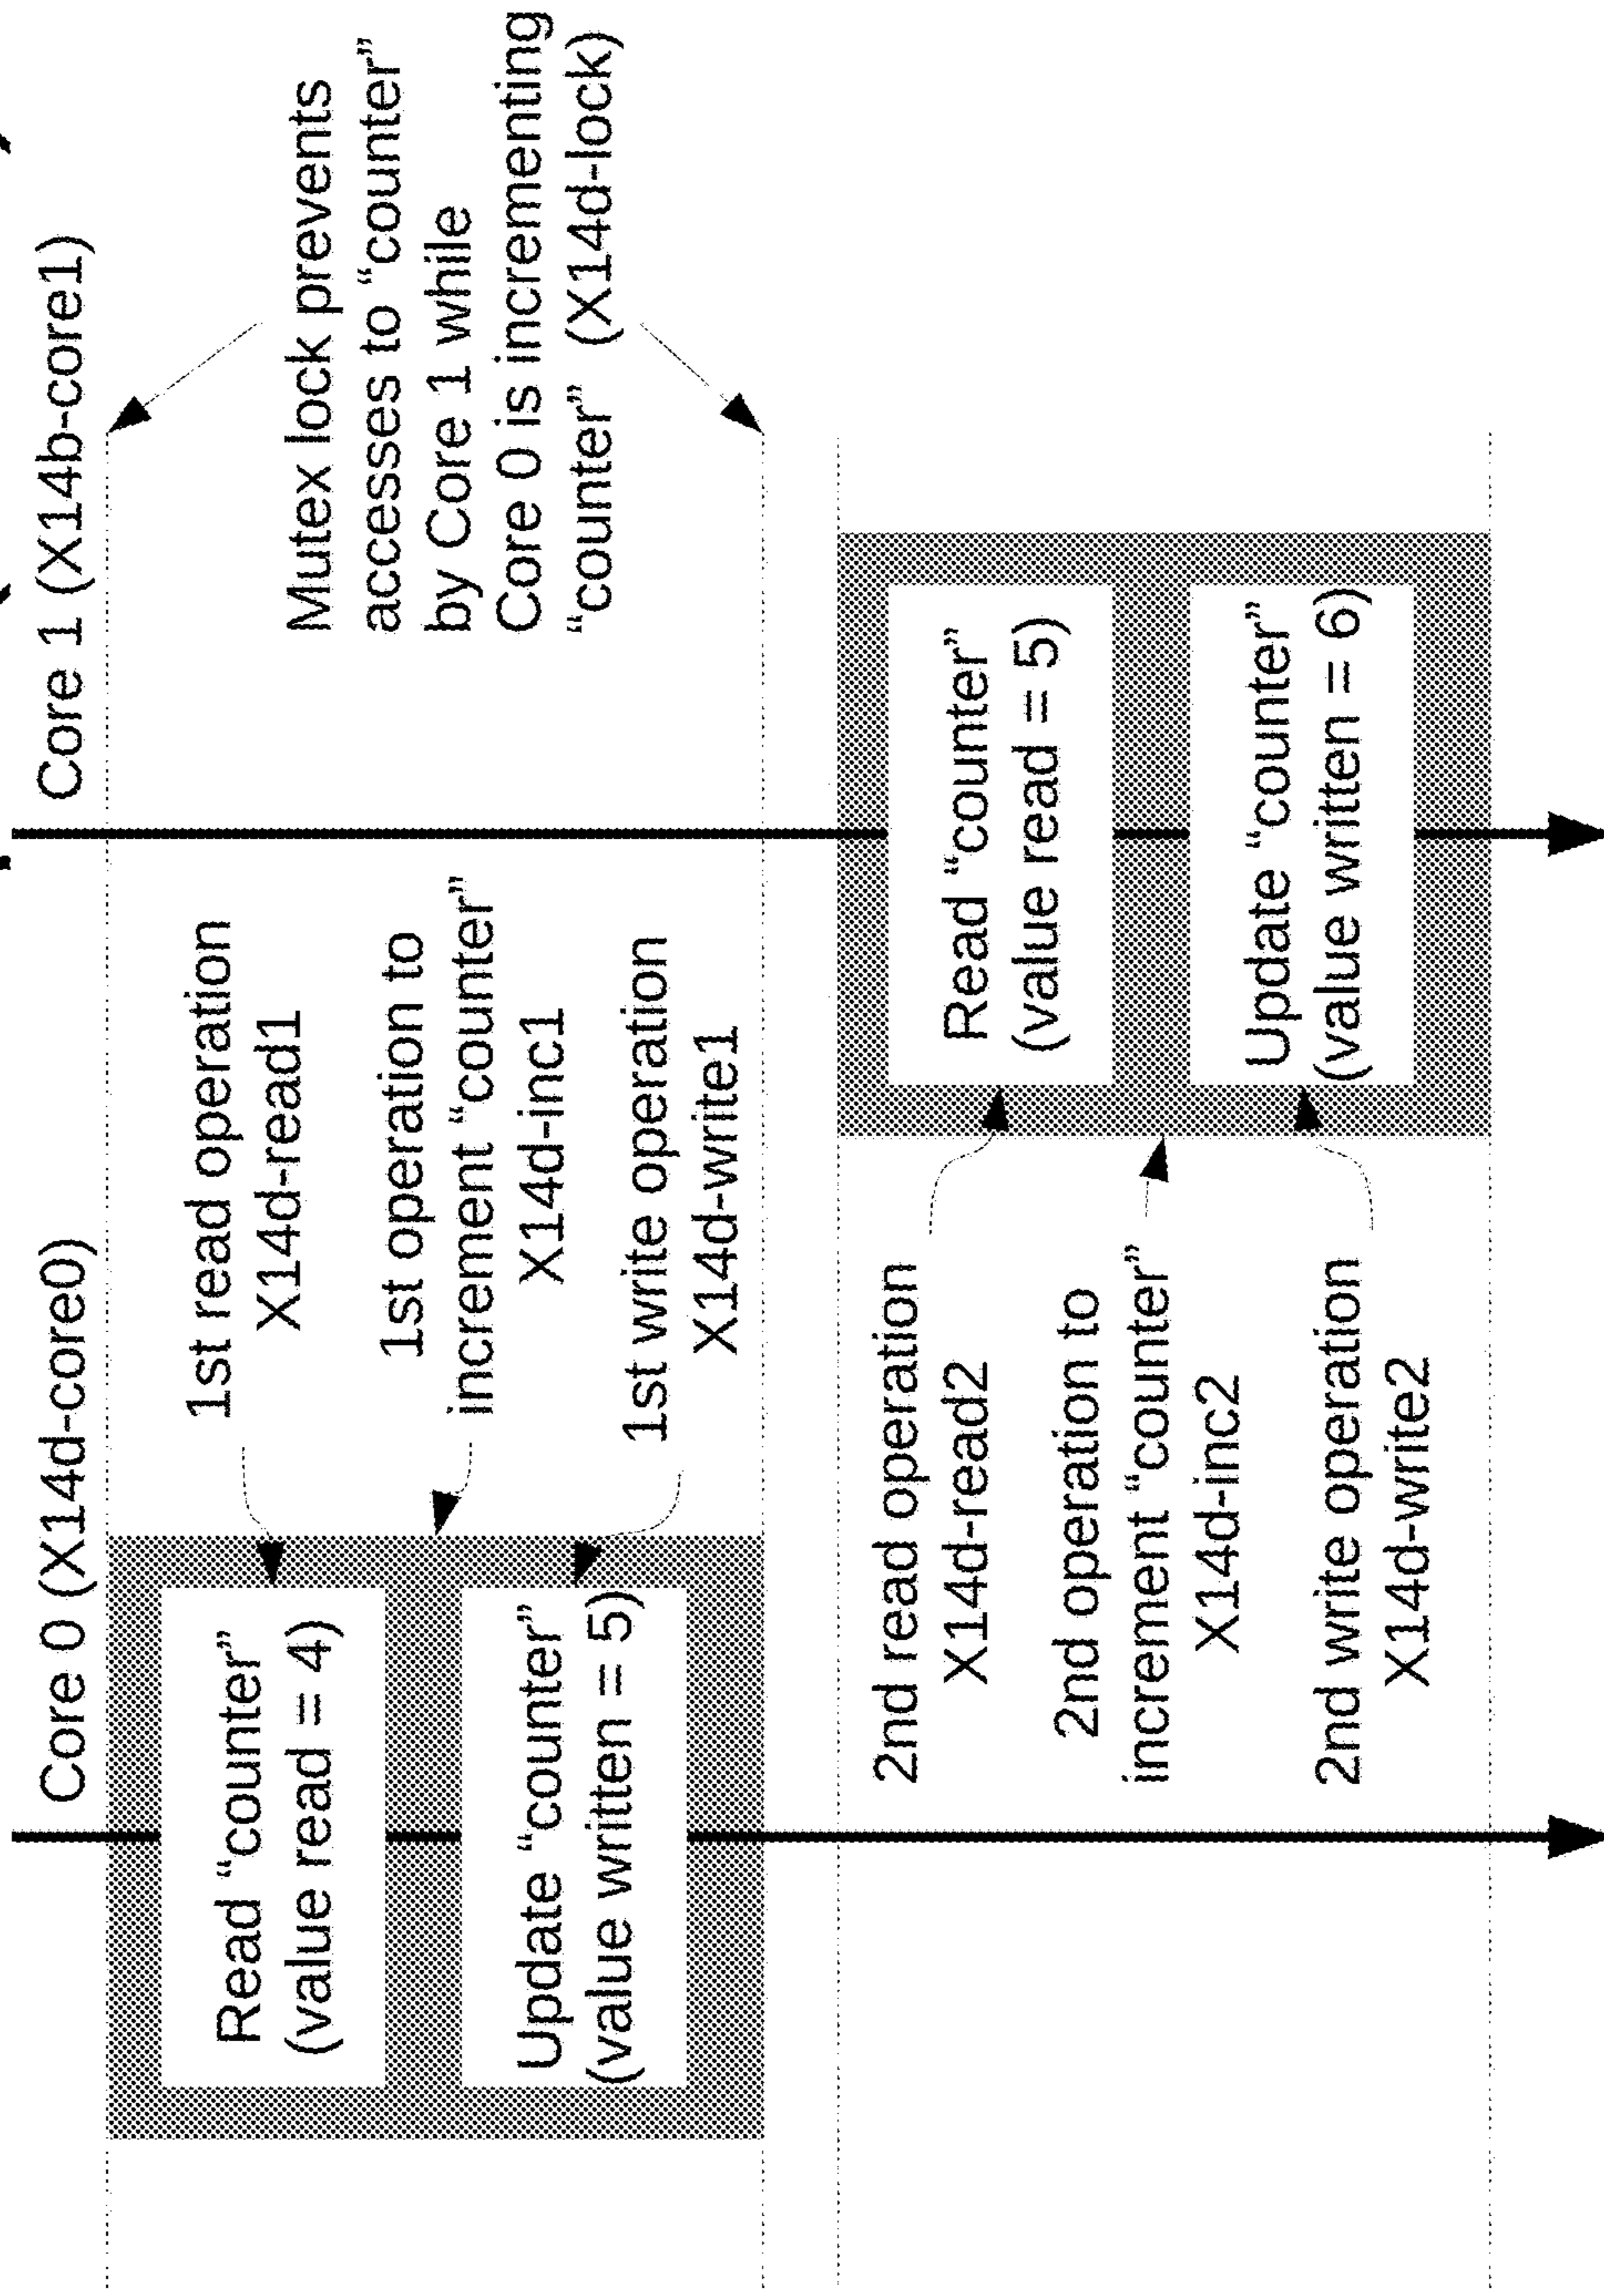 Core 0 (X14d-core0)
Core 1 (X14b-core1)
Read “counter”
(value read = 4)
Update “counter”
(value written = 5)
1st read operation
X14d-read1
1st operation to
increment “counter”
X14d-inc1
1st write operation
X14d-write1
Mutex lock prevents
accesses to “counter”
by Core 1 while
Core 0 is incrementing
“counter” (X14d-lock)
2nd read operation
X14d-read2
2nd operation to
increment “counter”
X14d-inc2
2nd write operation
X14d-write2
Read “counter”
(value read = 5)
Update “counter”
(value written = 6)